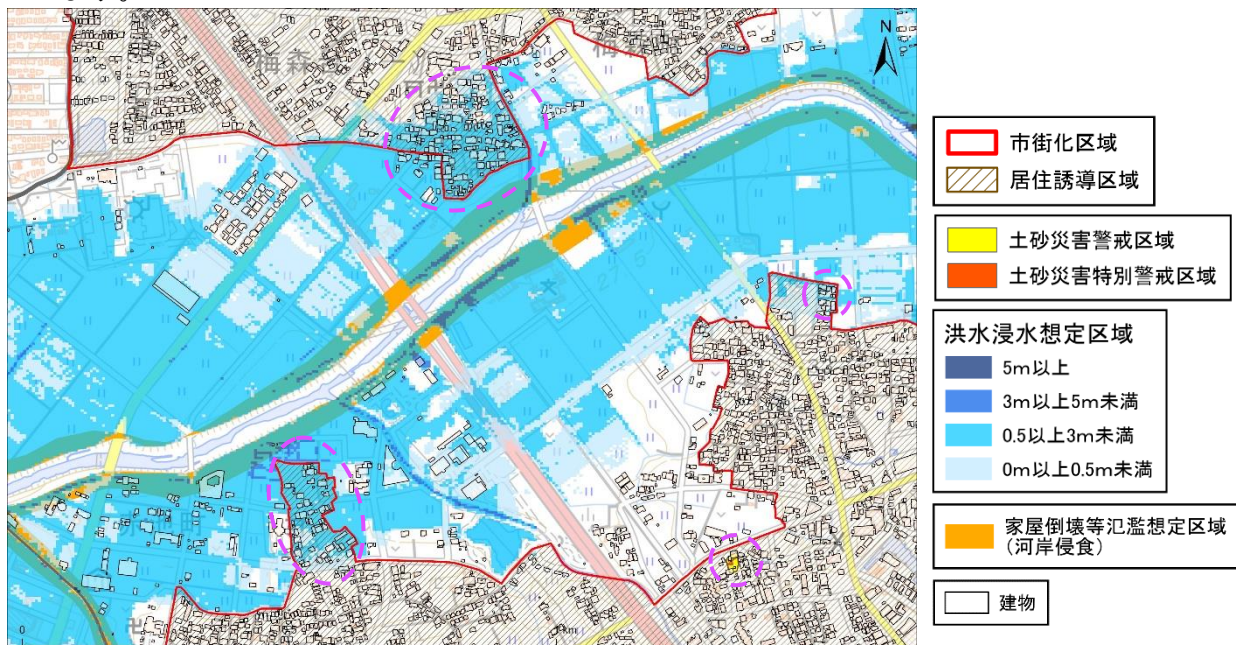 N
市街化区域
居住誘導区域
土砂災害警戒区域
土砂災害特別警戒区域
洪水浸水想定区域
5m以上
3m以上5m未満
0.5以上3m未満
0m以上0.5m未満
家屋倒壊等氾濫想定区域
(河岸侵食)
建物